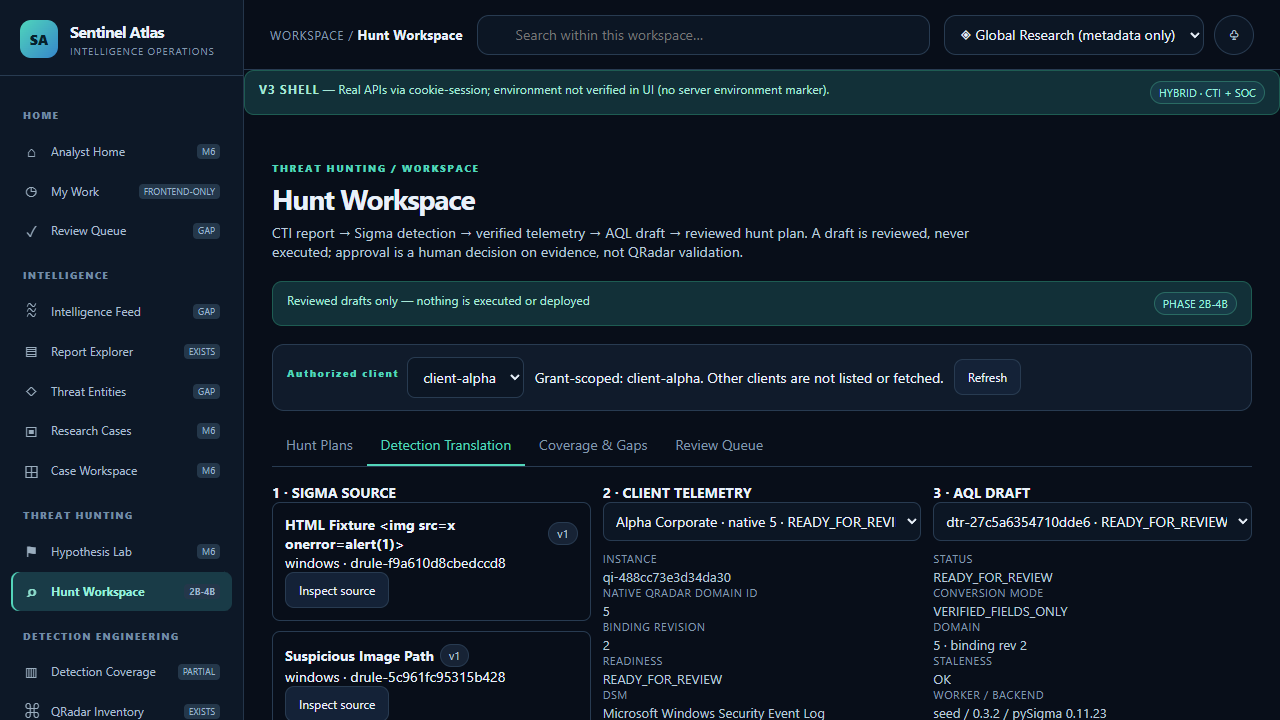 SA
Sentinel Atlas
INTELLIGENCE OPERATIONS
HOME
Analyst Home M6
My Work FRONTEND-ONLY
Review Queue GAP
INTELLIGENCE
Intelligence Feed GAP
Report Explorer EXISTS
Threat Entities GAP
Research Cases M6
Case Workspace M6
THREAT HUNTING
Hypothesis Lab M6
Hunt Workspace 2B-4B
DETECTION ENGINEERING
Detection Coverage PARTIAL
QRadar Inventory EXISTS
WORKSPACE / Hunt Workspace
Search within this workspace...
◈ Global Research (metadata only)
V3 SHELL — Real APIs via cookie-session; environment not verified in UI (no server environment marker).
HYBRID · CTI + SOC
THREAT HUNTING / WORKSPACE
Hunt Workspace
CTI report → Sigma detection → verified telemetry → AQL draft → reviewed hunt plan. A draft is reviewed, never
executed; approval is a human decision on evidence, not QRadar validation.
Reviewed drafts only — nothing is executed or deployed
PHASE 2B-4B
Authorized client client-alpha Grant-scoped: client-alpha. Other clients are not listed or fetched. Refresh
Hunt Plans Detection Translation Coverage & Gaps Review Queue
1 · SIGMA SOURCE
HTML Fixture <img src=x
onerror=alert(1)>
v1
windows · drule-f9a610d8cbedccd8
Inspect source
Suspicious Image Path v1
windows · drule-5c961fc95315b428
Inspect source
2 · CLIENT TELEMETRY
Alpha Corporate · native 5 · READY_FOR_REVI
INSTANCE
qi-488cc73e3d34da30
NATIVE QRADAR DOMAIN ID
5
BINDING REVISION
2
READINESS
READY_FOR_REVIEW
DSM
Microsoft Windows Security Event Log
3 · AQL DRAFT
dtr-27c5a6354710dde6 · READY_FOR_REVIEW
STATUS
READY_FOR_REVIEW
CONVERSION MODE
VERIFIED_FIELDS_ONLY
DOMAIN
5 · binding rev 2
STALENESS
OK
WORKER / BACKEND
seed / 0.3.2 / pySigma 0.11.23